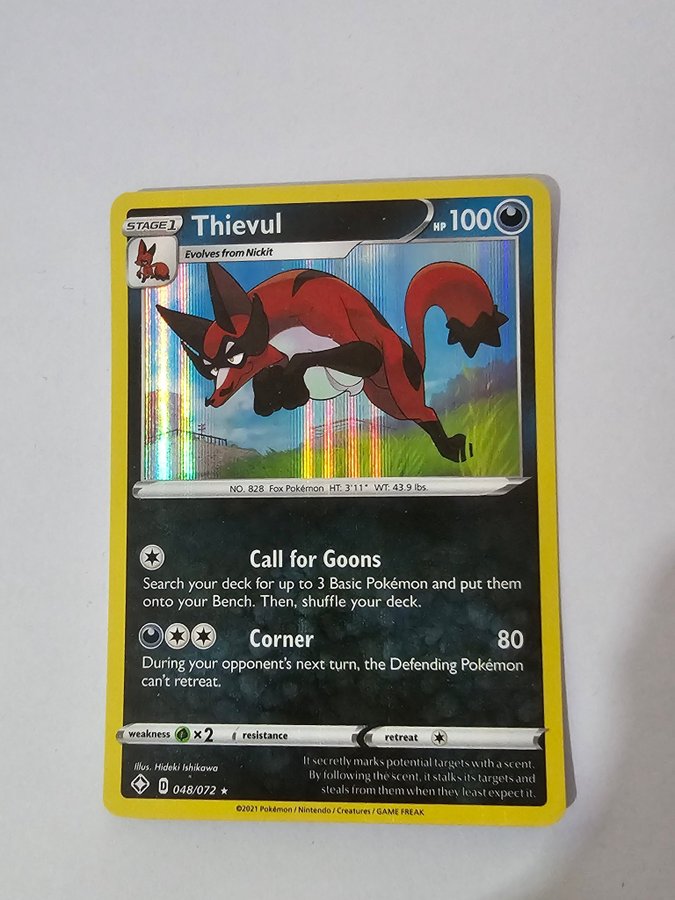 STAGE 1 Thievul HP 100
Evolves from Nickit
NO. 828 Fox Pokémon HT: 3'11" WT: 43.9 lbs.
Call for Goons
Search your deck for up to 3 Basic Pokémon and put them
onto your Bench. Then, shuffle your deck.
Corner 80
During your opponent's next turn, the Defending Pokémon
can't retreat.
weakness ×2 resistance retreat
Illus. Hideki Ishikawa
It secretly marks potential targets with a scent.
By following the scent, it stalks its targets and
steals from them when they least expect it.
D 048/072 ★
©2021 Pokémon / Nintendo / Creatures / GAME FREAK